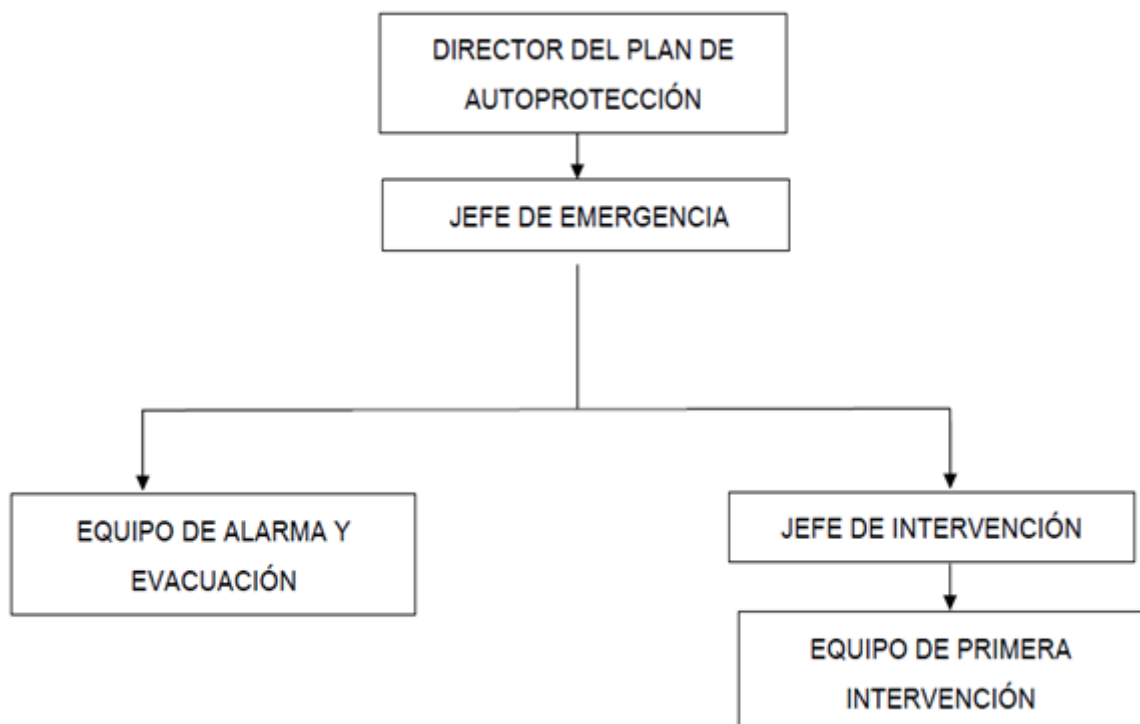 DIRECTOR DEL PLAN DE
AUTOPROTECCIÓN
JEFE DE EMERGENCIA
EQUIPO DE ALARMA Y
EVACUACIÓN
JEFE DE INTERVENCIÓN
EQUIPO DE PRIMERA
INTERVENCIÓN